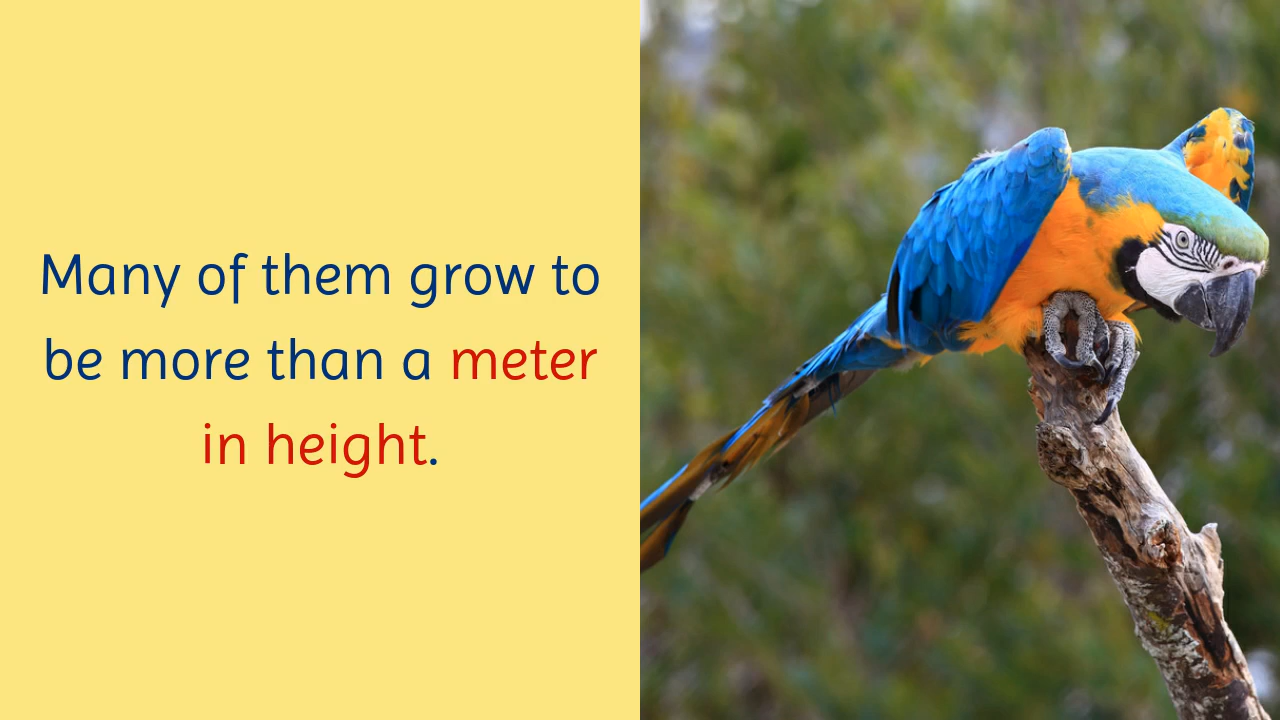 Many of them grow to
be more than a meter
in height.